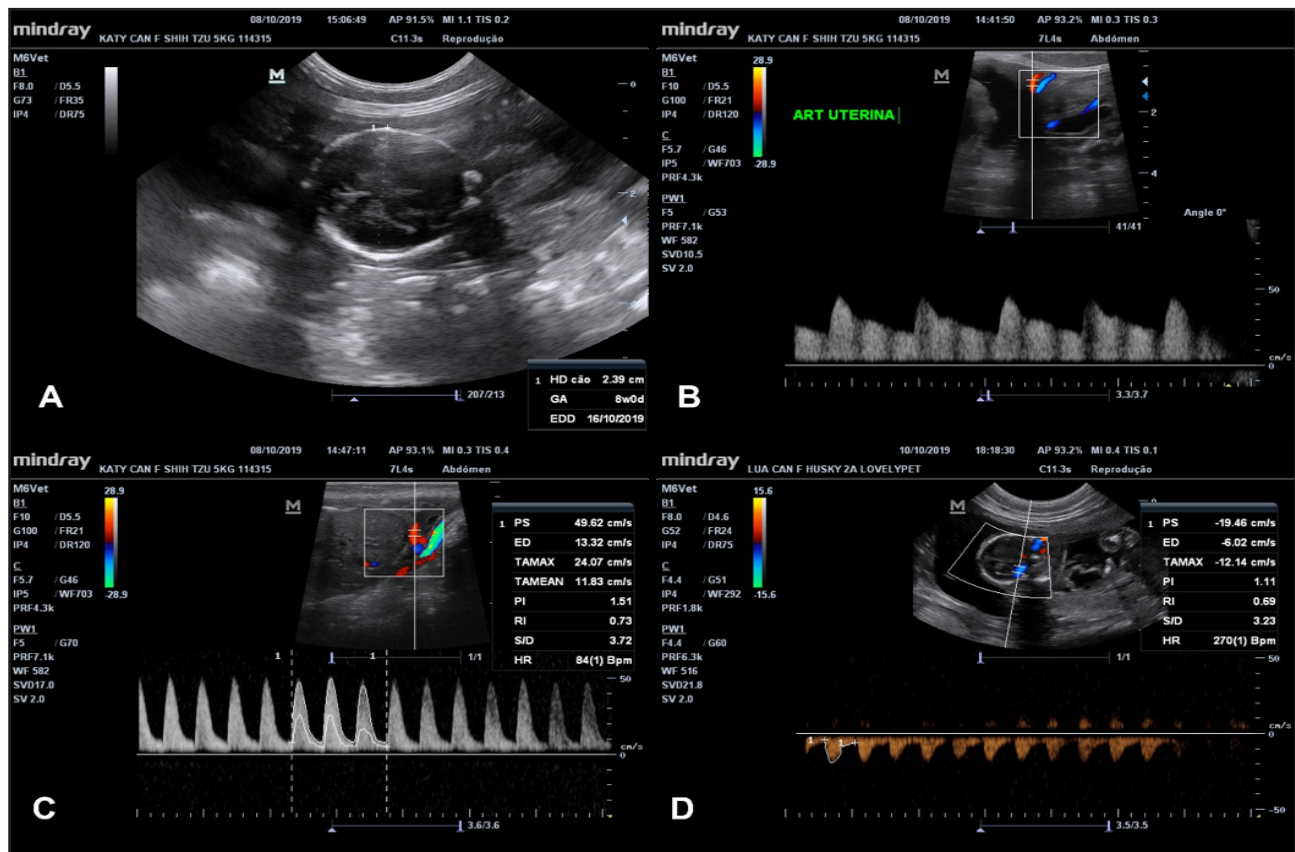 mindray
08/10/2019 15:06:49 AP 91.5% MI 1.1 TIS 0.2
KATY CAN F SHIH TZU 5KG 114315 C11-3s Reprodução
M6Vet
B1
F8.0 / D5.5
G73 / FR35
IP4 / DR75
M
0
2
1
207/213
1 HD cão 2.39 cm
GA 8w0d
EDD 16/10/2019
A
mindray
08/10/2019 14:41:50 AP 93.2% MI 0.3 TIS 0.3
KATY CAN F SHIH TZU 5KG 114315 7L4s Abdómen
M6Vet
B1
F10 / D5.5
G100 / FR21
IP4 / DR120
C
F5.7 / G46
IP5 / WF703
PRF4.3k
PW1
F5 / G53
PRF7.1k
WF 582
SVD10.5
SV 2.0
28.9
-28.9
M
ART UTERINA
2
4
Angle 0°
41/41
50
cm/s
0
3.3/3.7
B
mindray
08/10/2019 14:47:11 AP 93.1% MI 0.3 TIS 0.4
KATY CAN F SHIH TZU 5KG 114315 7L4s Abdómen
M6Vet
B1
F10 / D5.5
G100 / FR21
IP4 / DR120
C
F5.7 / G46
IP5 / WF703
PRF4.3k
PW1
F5 / G70
PRF7.1k
WF 582
SVD17.0
SV 2.0
28.9
-28.9
M
1 PS 49.62 cm/s
ED 13.32 cm/s
TAMAX 24.07 cm/s
TAMEAN 11.83 cm/s
PI 1.51
RI 0.73
S/D 3.72
HR 84(1) Bpm
1/1
1 1
50
cm/s
0
3.6/3.6
C
mindray
10/10/2019 18:18:30 AP 93.2% MI 0.4 TIS 0.1
LUA CAN F HUSKY 2A LOVELYPET C11-3s Reprodução
M6Vet
B1
F8.0 / D4.6
G52 / FR24
IP4 / DR75
C
F4.4 / G51
IP4 / WF292
PRF1.8k
PW1
F4.4 / G60
PRF6.3k
WF 516
SVD21.8
SV 2.0
15.6
-15.6
M
1 PS -19.46 cm/s
ED -6.02 cm/s
TAMAX -12.14 cm/s
PI 1.11
RI 0.69
S/D 3.23
HR 270(1) Bpm
1/1
50
cm/s
0
1 1
-50
3.5/3.5
D